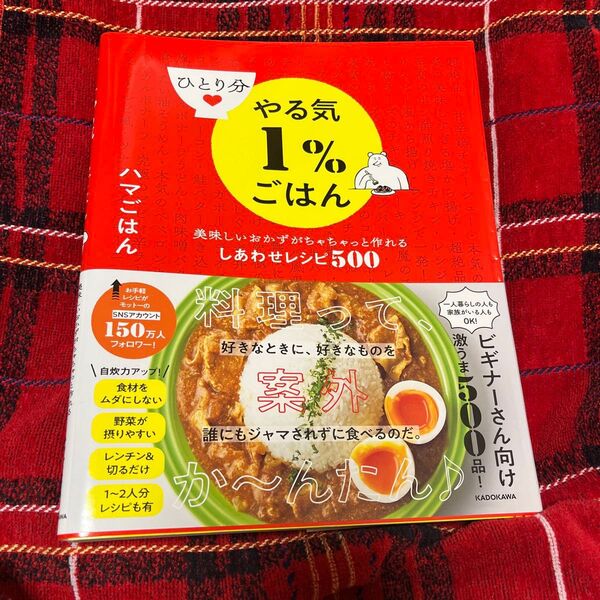 ひとり分
やる気
1%
ごはん
ハマごはん
美味しいおかずがちゃちゃっと作れる
しあわせレシピ500
お手軽
レシピが
モットーの
SNSアカウント
150万人
フォロワー!
自炊力アップ!
食材を
ムダにしない
野菜が
摂りやすい
レンチン&
切るだけ
1〜2人分
レシピも有
料理って、
好きなときに、好きなものを
案外
誰にもジャマされずに食べるのだ。
か〜んたん♪
一人暮らしの人も
家族がいる人も
OK!
ビギナーさん向け
激うま500品!
KADOKAWA